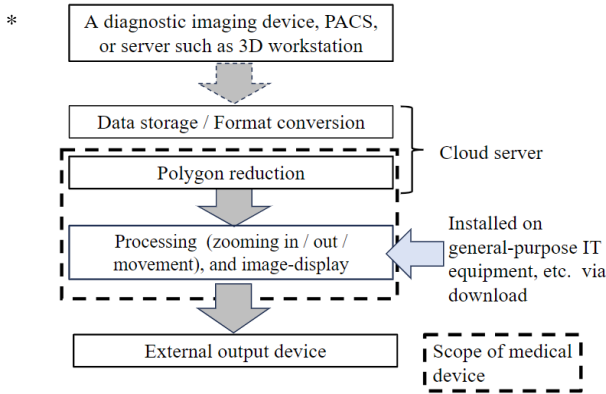 *
A diagnostic imaging device, PACS,
or server such as 3D workstation
Data storage / Format conversion
Cloud server
Polygon reduction
Processing (zooming in / out /
movement), and image-display
Installed on
general-purpose IT
equipment, etc. via
download
External output device
Scope of medical
device